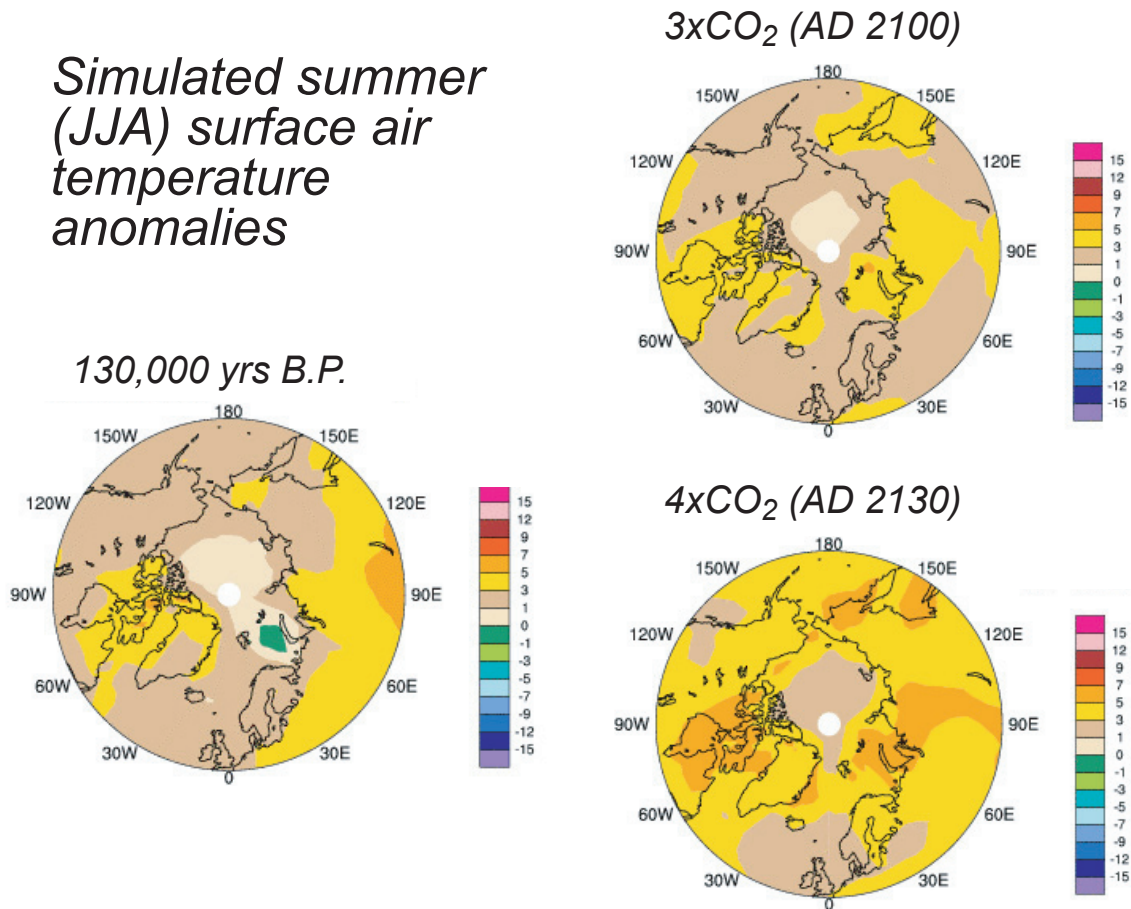 Simulated summer
(JJA) surface air
temperature
anomalies
3xCO2 (AD 2100)
180
150W
150E
120W
120E
90W
90E
60W
60E
30W
30E
0
15
12
9
7
5
3
1
0
-1
-3
-5
-7
-9
-12
-15
130,000 yrs B.P.
180
150W
150E
120W
120E
90W
90E
60W
60E
30W
30E
0
15
12
9
7
5
3
1
0
-1
-3
-5
-7
-9
-12
-15
4xCO2 (AD 2130)
180
150W
150E
120W
120E
90W
90E
60W
60E
30W
30E
0
15
12
9
7
5
3
1
0
-1
-3
-5
-7
-9
-12
-15